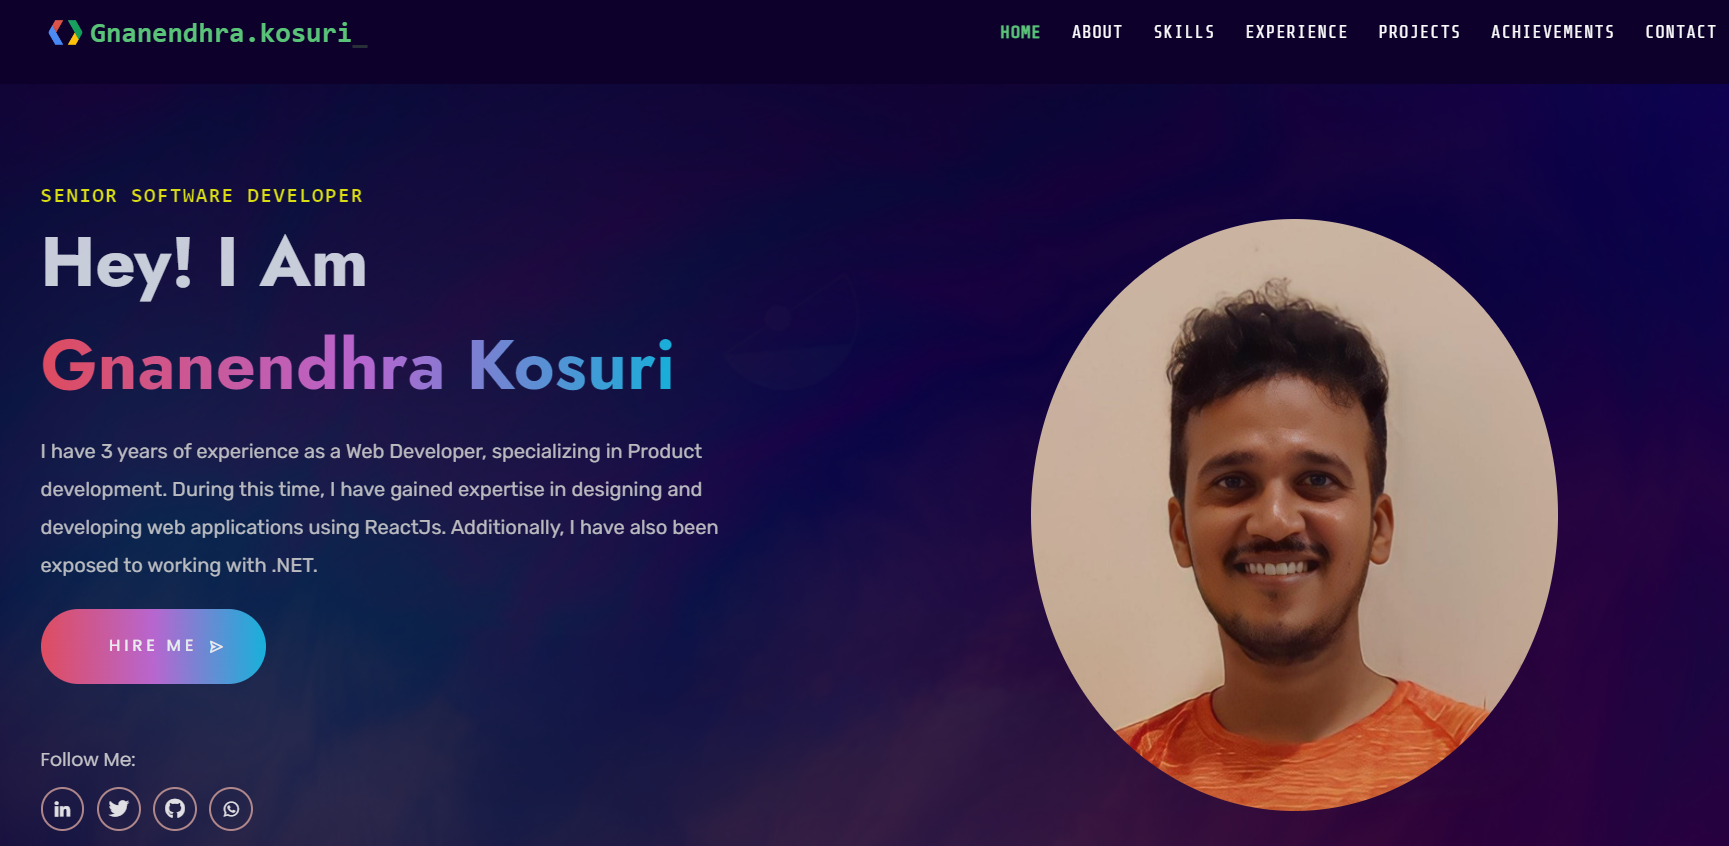 Gnanendhra.kosuri_
HOME ABOUT SKILLS EXPERIENCE PROJECTS ACHIEVEMENTS CONTACT
SENIOR SOFTWARE DEVELOPER
Hey! I Am
Gnanendhra Kosuri
I have 3 years of experience as a Web Developer, specializing in Product
development. During this time, I have gained expertise in designing and
developing web applications using ReactJs. Additionally, I have also been
exposed to working with .NET.
HIRE ME
Follow Me:
in